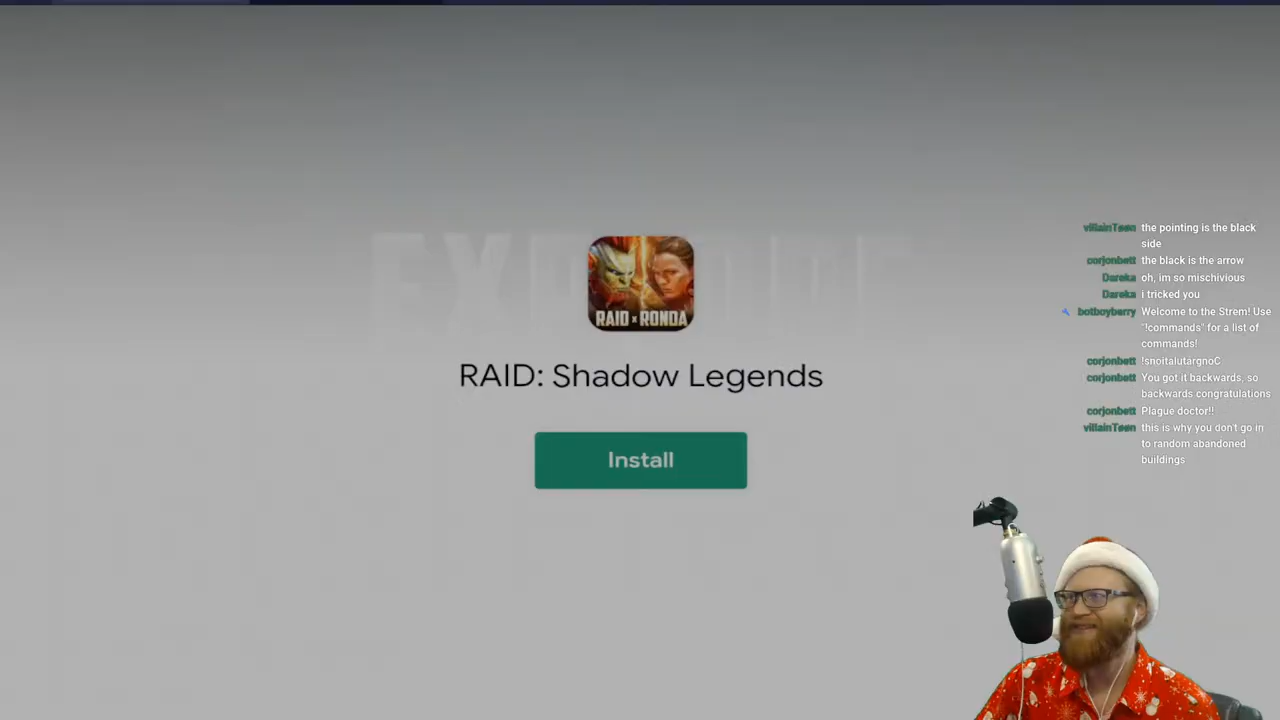 RAID × RONDA
RAID: Shadow Legends
Install
villainTøøn the pointing is the black
side
corjonbett the black is the arrow
Dareka oh, im so mischivious
Dareka i tricked you
botboyberry Welcome to the Strem! Use
"!commands" for a list of
commands!
corjonbett !snoitalutargnoC
corjonbett You got it backwards, so
backwards congratulations
corjonbett Plague doctor!!
villainTøøn this is why you don't go in
to random abandoned
buildings